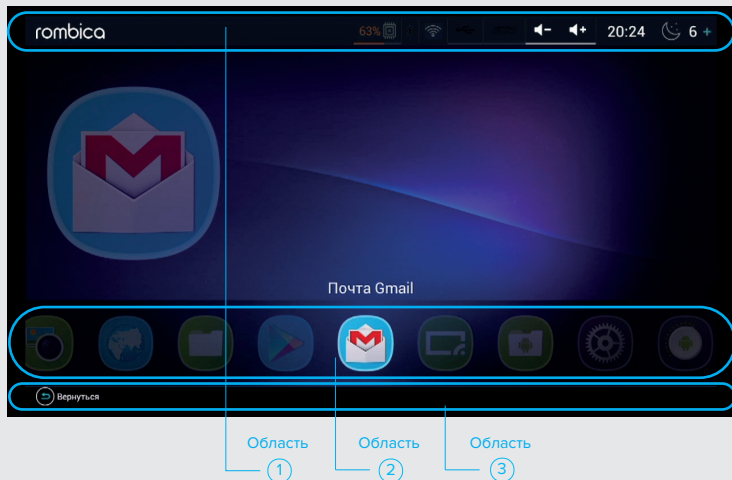 rombica 63% 20:24 6 +
Почта Gmail
Вернуться
Область Область Область
1 2 3